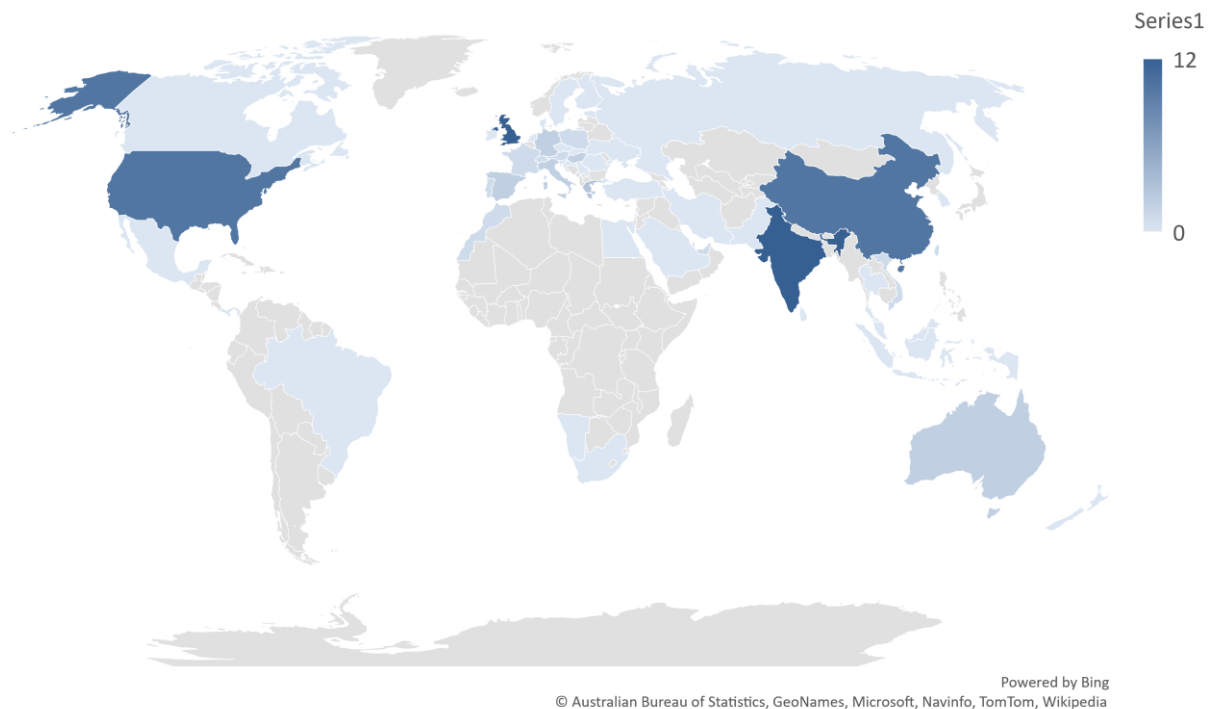 Series1
12
0
Powered by Bing
© Australian Bureau of Statistics, GeoNames, Microsoft, Navinfo, TomTom, Wikipedia